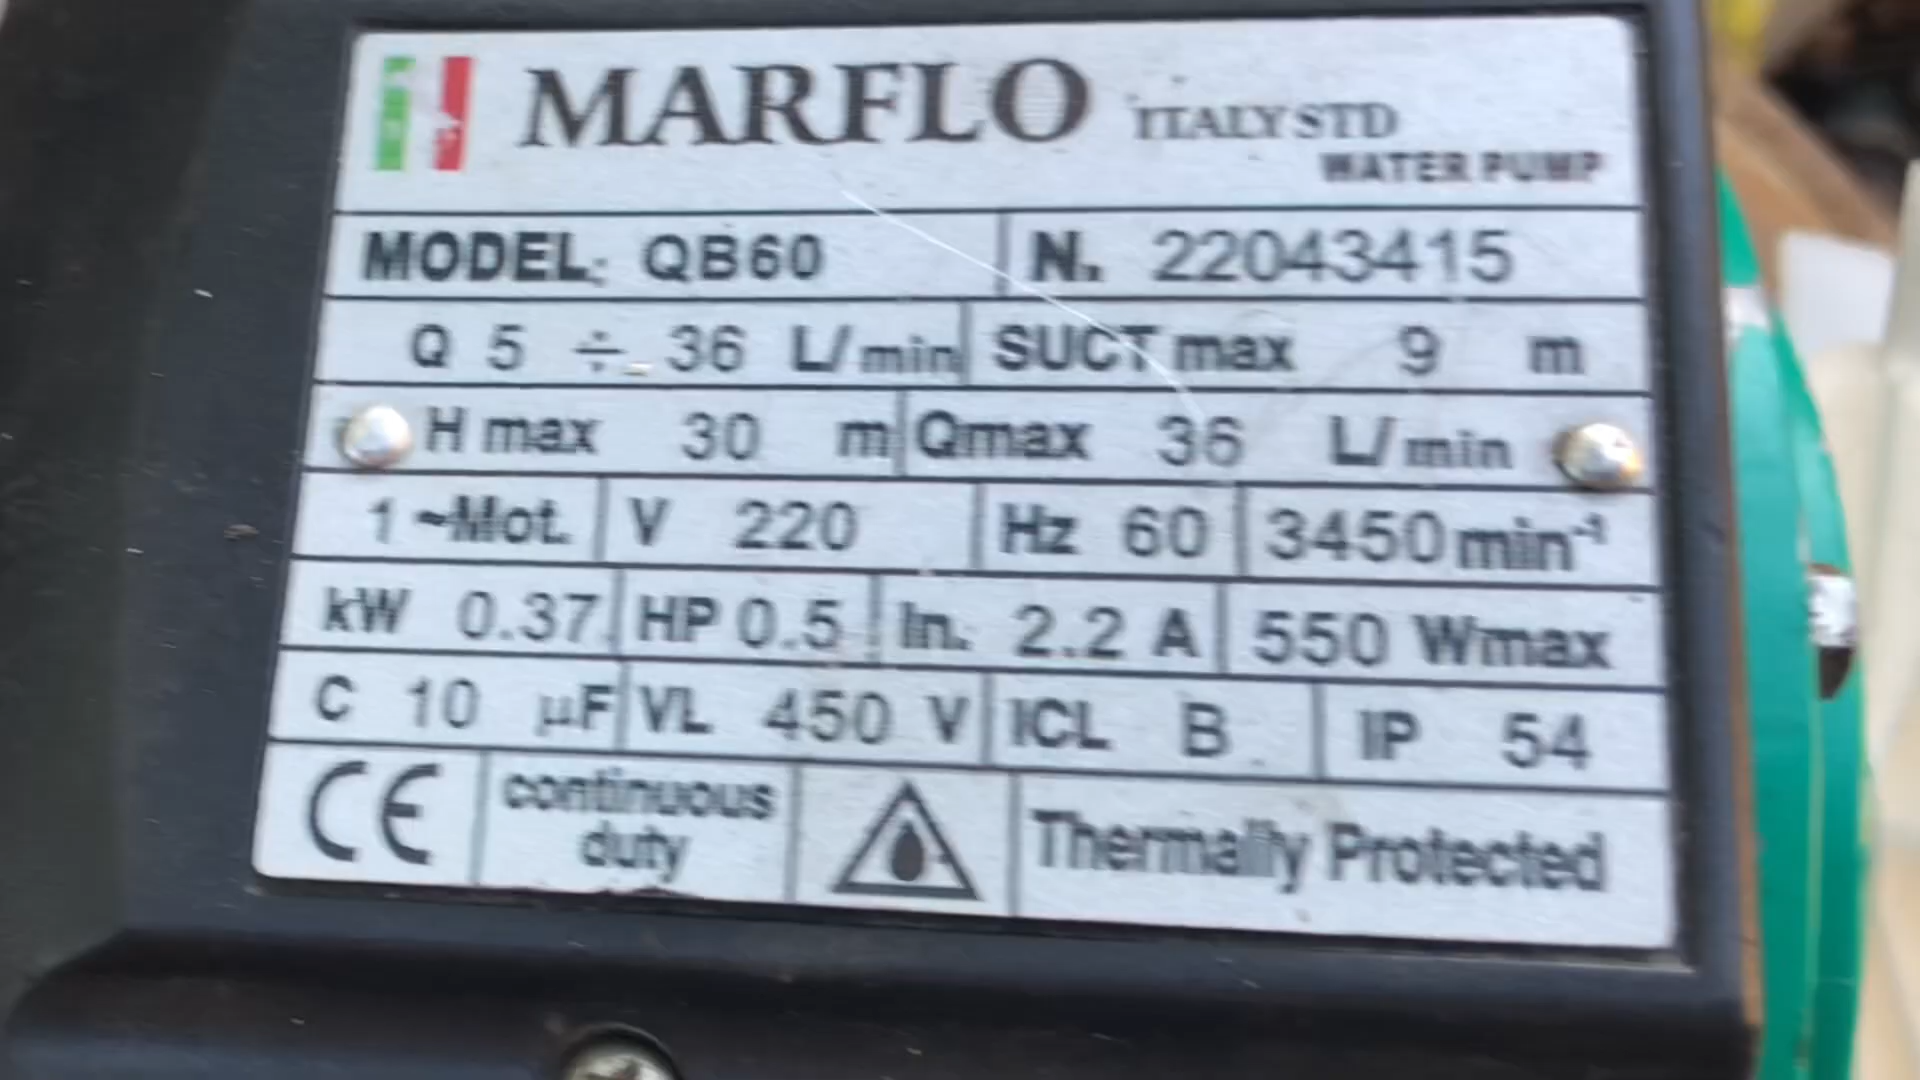 MARFLO ITALY STD
WATER PUMP
MODEL: QB60 N. 22043415
Q 5 ÷ 36 L/min SUCT max 9 m
H max 30 m Qmax 36 L/min
1~Mot. V 220 Hz 60 3450min⁻¹
kW 0.37 HP 0.5 In. 2.2 A 550 Wmax
C 10 µF VL 450 V ICL B IP 54
CE continuous duty Thermally Protected